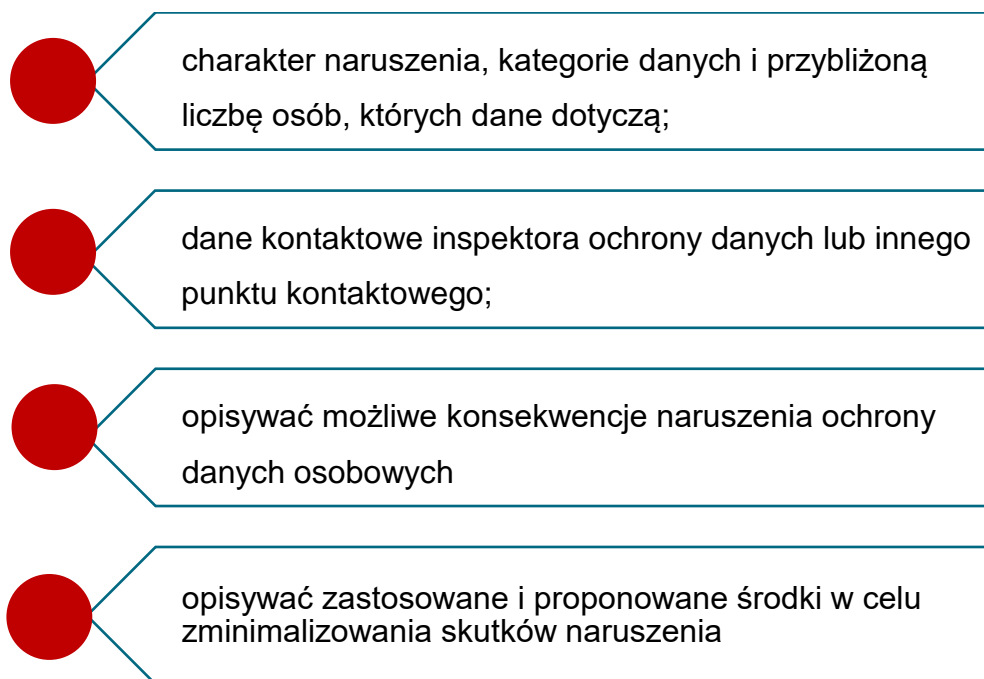 charakter naruszenia, kategorie danych i przybliżoną
liczbę osób, których dane dotyczą;
dane kontaktowe inspektora ochrony danych lub innego
punktu kontaktowego;
opisywać możliwe konsekwencje naruszenia ochrony
danych osobowych
opisywać zastosowane i proponowane środki w celu
zminimalizowania skutków naruszenia